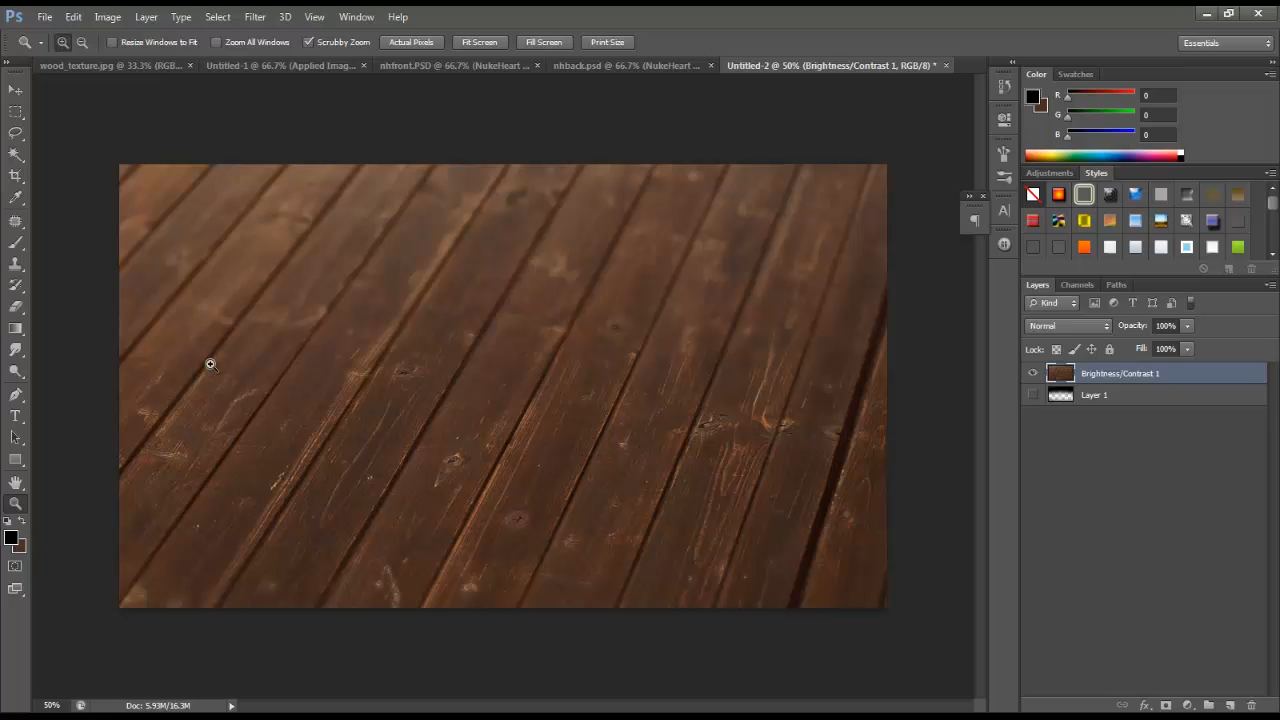 Ps File Edit Image Layer Type Select Filter 3D View Window Help
Resize Windows to Fit Zoom All Windows Scrubby Zoom Actual Pixels Fit Screen Fill Screen Print Size Essentials
wood_texture.jpg @ 33.3% (RGB... × Untitled-1 @ 66.7% (Applied Imag... × nhfront.PSD @ 66.7% (NukeHeart ... × nhback.psd @ 66.7% (NukeHeart ... × Untitled-2 @ 50% (Brightness/Contrast 1, RGB/8) * ×
Color Swatches
R 0
G 0
B 0
Adjustments Styles
Layers Channels Paths
Kind
Normal Opacity: 100%
Lock: Fill: 100%
Brightness/Contrast 1
Layer 1
50% Doc: 5.93M/16.3M